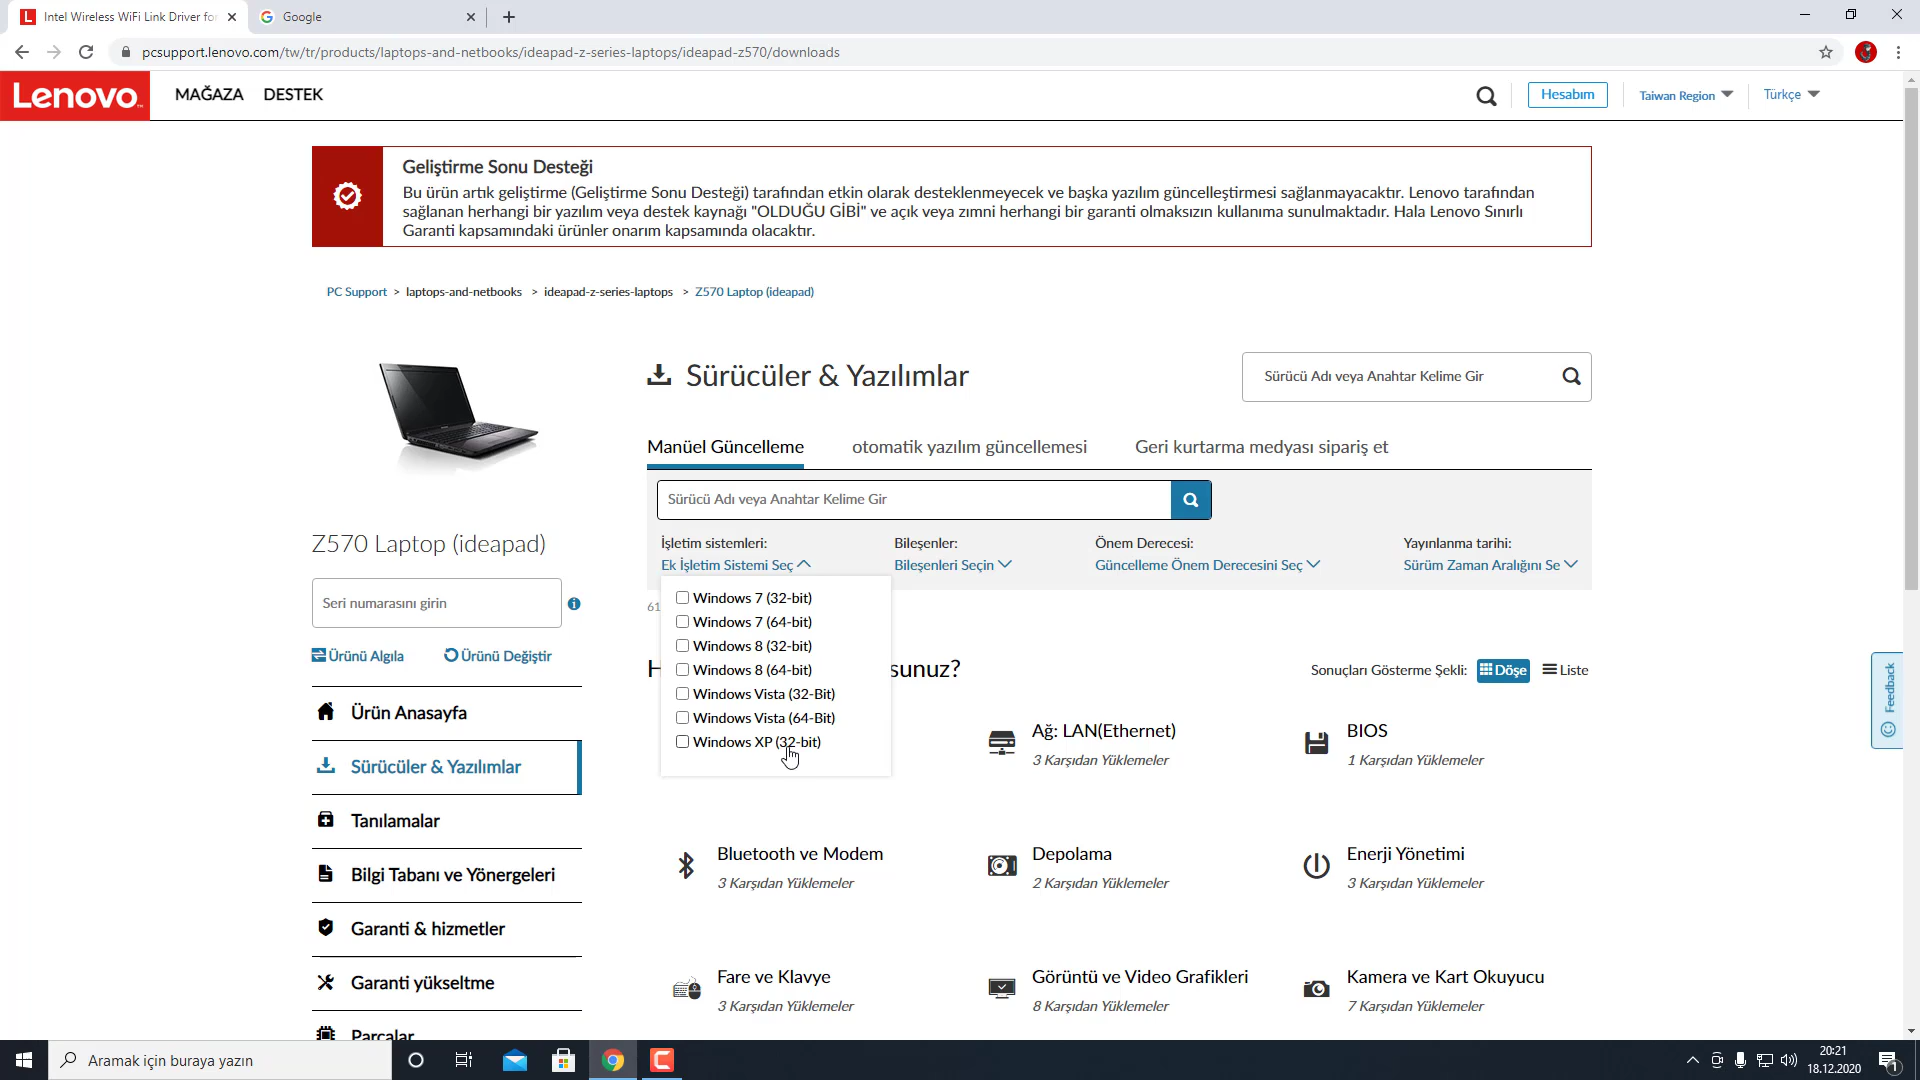 Intel Wireless WiFi Link Driver for
Google
pcsupport.lenovo.com/tw/tr/products/laptops-and-netbooks/ideapad-z-series-laptops/ideapad-z570/downloads
Lenovo
MAĞAZA
DESTEK
Hesabım
Taiwan Region
Türkçe
Geliştirme Sonu Desteği
Bu ürün artık geliştirme (Geliştirme Sonu Desteği) tarafından etkin olarak desteklenmeyecek ve başka yazılım güncelleştirmesi sağlanmayacaktır. Lenovo tarafından
sağlanan herhangi bir yazılım veya destek kaynağı "OLDUĞU GİBİ" ve açık veya zımni herhangi bir garanti olmaksızın kullanıma sunulmaktadır. Hala Lenovo Sınırlı
Garanti kapsamındaki ürünler onarım kapsamında olacaktır.
PC Support > laptops-and-netbooks > ideapad-z-series-laptops > Z570 Laptop (ideapad)
Sürücüler & Yazılımlar
Sürücü Adı veya Anahtar Kelime Gir
Manüel Güncelleme
otomatik yazılım güncellemesi
Geri kurtarma medyası sipariş et
Sürücü Adı veya Anahtar Kelime Gir
İşletim sistemleri:
Ek İşletim Sistemi Seç
Bileşenler:
Bileşenleri Seçin
Önem Derecesi:
Güncelleme Önem Derecesini Seç
Yayınlanma tarihi:
Sürüm Zaman Aralığını Se
Windows 7 (32-bit)
Windows 7 (64-bit)
Windows 8 (32-bit)
Windows 8 (64-bit)
Windows Vista (32-Bit)
Windows Vista (64-Bit)
Windows XP (32-bit)
61
H
sunuz?
Sonuçları Gösterme Şekli:
Döşe
Liste
Z570 Laptop (ideapad)
Seri numarasını girin
Ürünü Algıla
Ürünü Değiştir
Ürün Anasayfa
Sürücüler & Yazılımlar
Tanılamalar
Bilgi Tabanı ve Yönergeleri
Garanti & hizmetler
Garanti yükseltme
Parçalar
Ağ: LAN(Ethernet)
3 Karşıdan Yüklemeler
BIOS
1 Karşıdan Yüklemeler
Bluetooth ve Modem
3 Karşıdan Yüklemeler
Depolama
2 Karşıdan Yüklemeler
Enerji Yönetimi
3 Karşıdan Yüklemeler
Fare ve Klavye
3 Karşıdan Yüklemeler
Görüntü ve Video Grafikleri
8 Karşıdan Yüklemeler
Kamera ve Kart Okuyucu
7 Karşıdan Yüklemeler
Feedback
Aramak için buraya yazın
20:21
18.12.2020
1